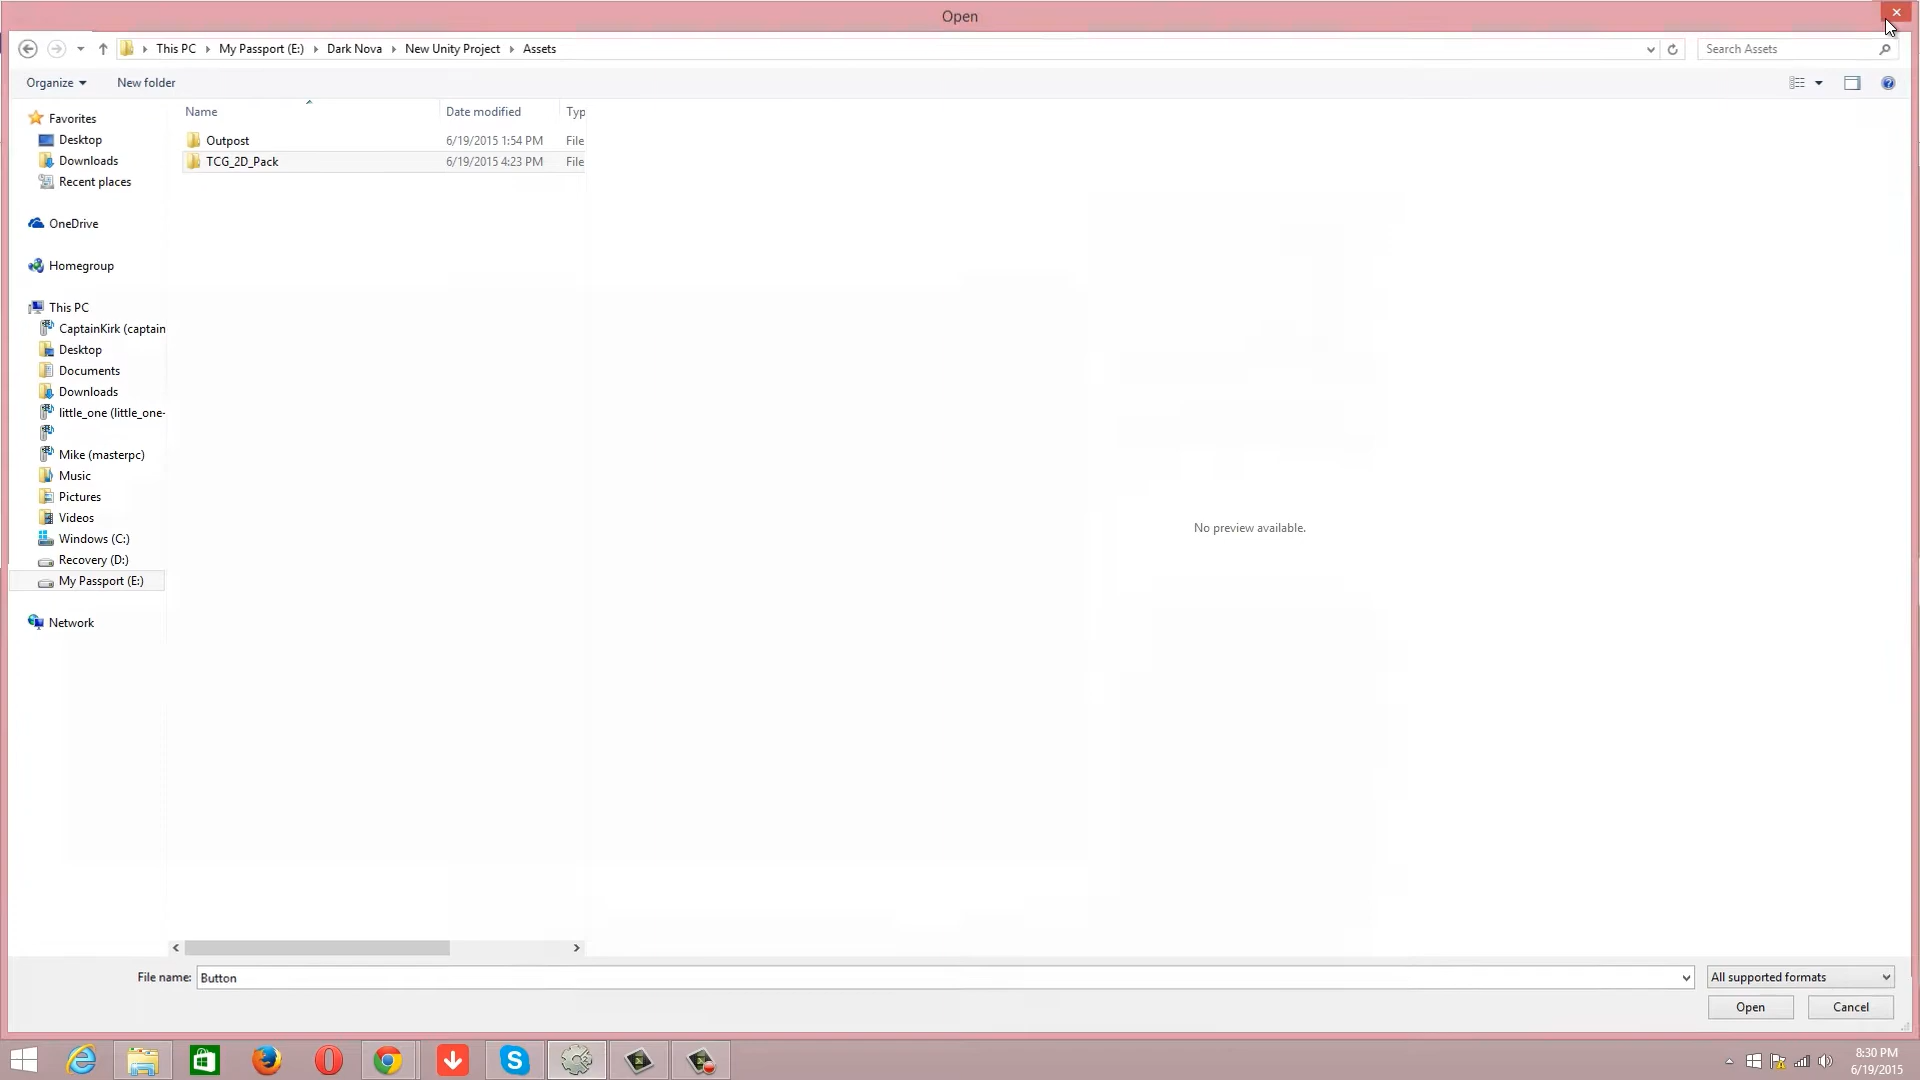 Open
This PC My Passport (E:) Dark Nova New Unity Project Assets
Search Assets
Organize New folder
Name Date modified Typ
Outpost 6/19/2015 1:54 PM File
TCG_2D_Pack 6/19/2015 4:23 PM File
Favorites
Desktop
Downloads
Recent places
OneDrive
Homegroup
This PC
CaptainKirk (captain
Desktop
Documents
Downloads
little_one (little_one-
Mike (masterpc)
Music
Pictures
Videos
Windows (C:)
Recovery (D:)
My Passport (E:)
Network
No preview available.
File name: Button
All supported formats
Open Cancel
8:30 PM
6/19/2015